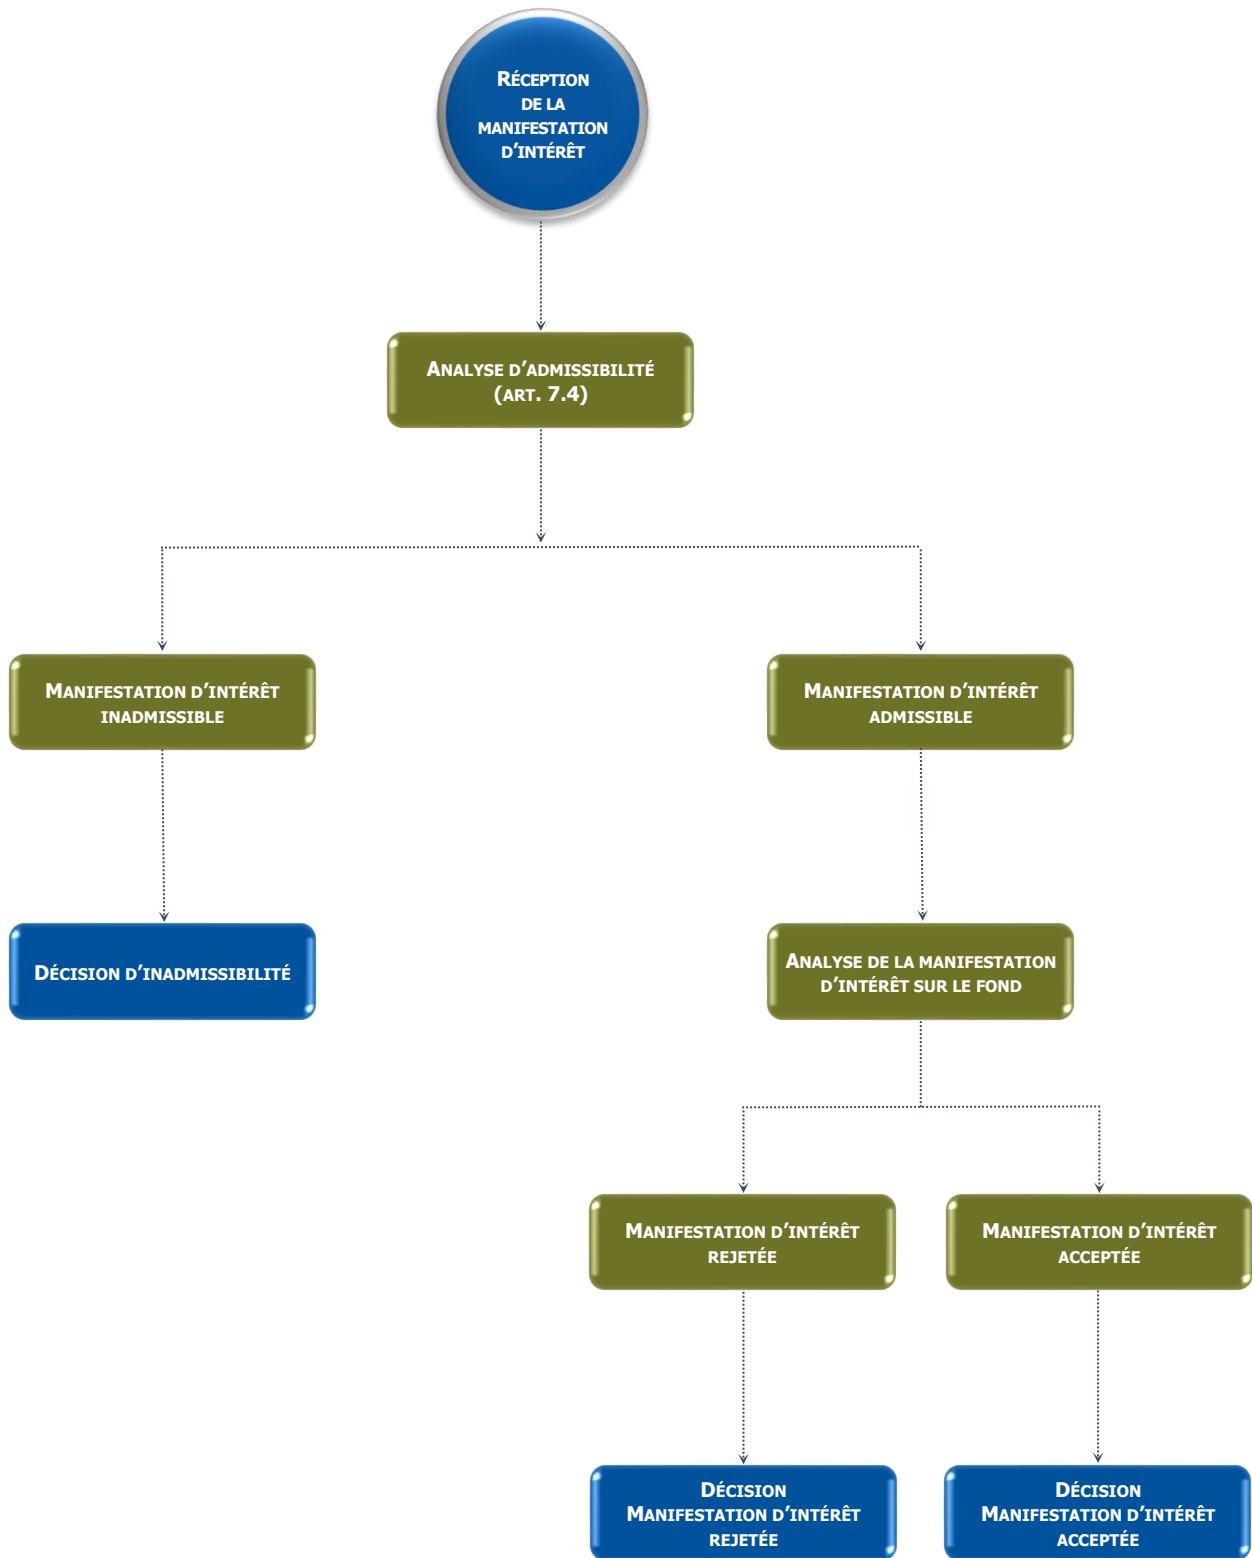 RÉCEPTION
DE LA
MANIFESTATION
D'INTÉRÊT
ANALYSE D'ADMISSIBILITÉ
(ART. 7.4)
MANIFESTATION D'INTÉRÊT
INADMISSIBLE
MANIFESTATION D'INTÉRÊT
ADMISSIBLE
DÉCISION D'INADMISSIBILITÉ
ANALYSE DE LA MANIFESTATION
D'INTÉRÊT SUR LE FOND
MANIFESTATION D'INTÉRÊT
REJETÉE
MANIFESTATION D'INTÉRÊT
ACCEPTÉE
DÉCISION
MANIFESTATION D'INTÉRÊT
REJETÉE
DÉCISION
MANIFESTATION D'INTÉRÊT
ACCEPTÉE